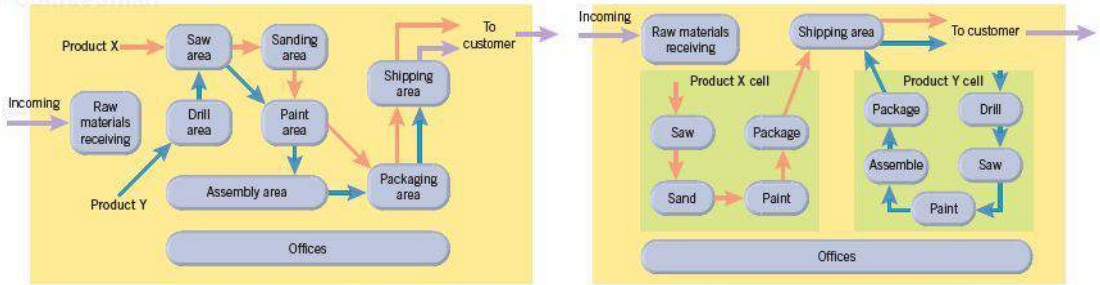 Product X
Saw
area
Sanding
area
To
customer
Shipping
area
Incoming
Raw
materials
receiving
Drill
area
Paint
area
Packaging
area
Assembly area
Product Y
Offices
Incoming
Raw materials
receiving
Shipping area
To customer
Product X cell
Saw
Sand
Paint
Package
Product Y cell
Package
Drill
Assemble
Saw
Paint
Offices